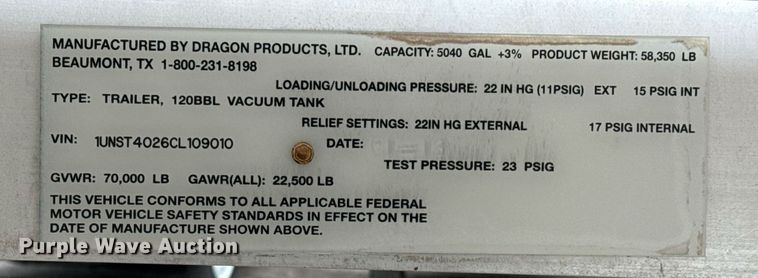 MANUFACTURED BY DRAGON PRODUCTS, LTD. CAPACITY: 5040 GAL +3% PRODUCT WEIGHT: 58,350 LB
BEAUMONT, TX 1-800-231-8198
LOADING/UNLOADING PRESSURE: 22 IN HG (11PSIG) EXT 15 PSIG INT
TYPE: TRAILER, 120BBL VACUUM TANK
RELIEF SETTINGS: 22IN HG EXTERNAL 17 PSIG INTERNAL
VIN: 1UNST4026CL109010 DATE:
TEST PRESSURE: 23 PSIG
GVWR: 70,000 LB GAWR(ALL): 22,500 LB
THIS VEHICLE CONFORMS TO ALL APPLICABLE FEDERAL
MOTOR VEHICLE SAFETY STANDARDS IN EFFECT ON THE
DATE OF MANUFACTURE SHOWN ABOVE.
Purple Wave Auction